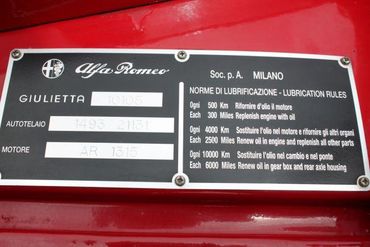 Alfa Romeo
Soc. p. A. MILANO
GIULIETTA 10105
AUTOTELAIO 1493 21131
MOTORE AR 1315
NORME DI LUBRIFICAZIONE - LUBRICATION RULES
Ogni 500 Km Rifornire d'olio il motore
Each 300 Miles Replenish engine with oil
Ogni 4000 Km Sostituire l'olio nel motore e rifornire gli altri organi
Each 2500 Miles Renew oil in engine and replenish all other parts
Ogni 10000 Km Sostituire l'olio nel cambio e nel ponte
Each 6000 Miles Renew oil in gear box and rear axle housing